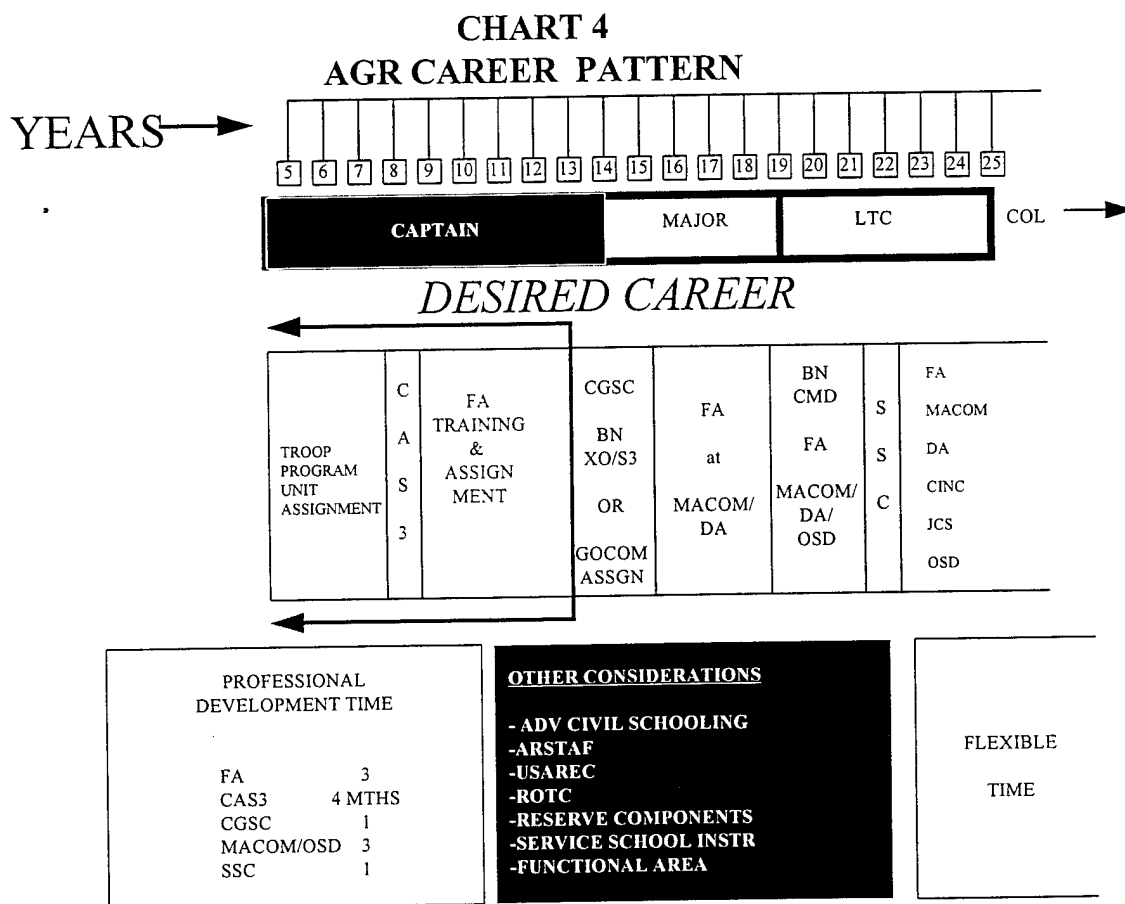 CHART 4
AGR CAREER PATTERN
YEARS
5 6 7 8 9 10 11 12 13 14 15 16 17 18 19 20 21 22 23 24 25
CAPTAIN
MAJOR
LTC
COL
DESIRED CAREER
TROOP
PROGRAM
UNIT
ASSIGNMENT
C
A
S
3
FA
TRAINING
&
ASSIGN
MENT
CGSC
BN
XO/S3
OR
GOCOM
ASSGN
FA
at
MACOM/
DA
BN
CMD
FA
MACOM/
DA/
OSD
S
S
C
FA
MACOM
DA
CINC
JCS
OSD
PROFESSIONAL
DEVELOPMENT TIME
FA 3
CAS3 4 MTHS
CGSC 1
MACOM/OSD 3
SSC 1
OTHER CONSIDERATIONS
- ADV CIVIL SCHOOLING
-ARSTAF
-USAREC
-ROTC
-RESERVE COMPONENTS
-SERVICE SCHOOL INSTR
-FUNCTIONAL AREA
FLEXIBLE
TIME